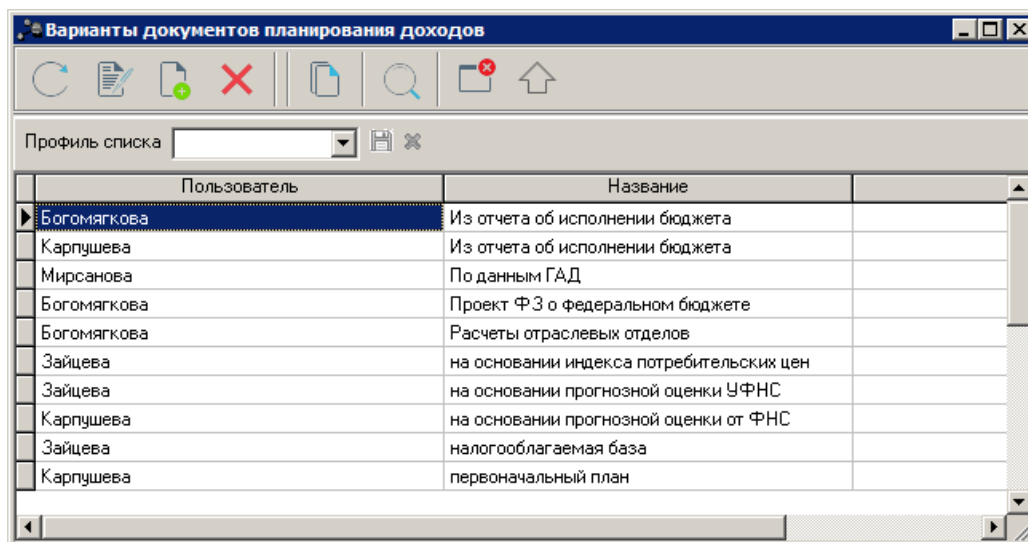 Варианты документов планирования доходов
Профиль списка
Пользователь Название
Богомягкова Из отчета об исполнении бюджета
Карпушева Из отчета об исполнении бюджета
Мирсанова По данным ГАД
Богомягкова Проект ФЗ о федеральном бюджете
Богомягкова Расчеты отраслевых отделов
Зайцева на основании индекса потребительских цен
Зайцева на основании прогнозной оценки УФНС
Карпушева на основании прогнозной оценки от ФНС
Зайцева налогооблагаемая база
Карпушева первоначальный план